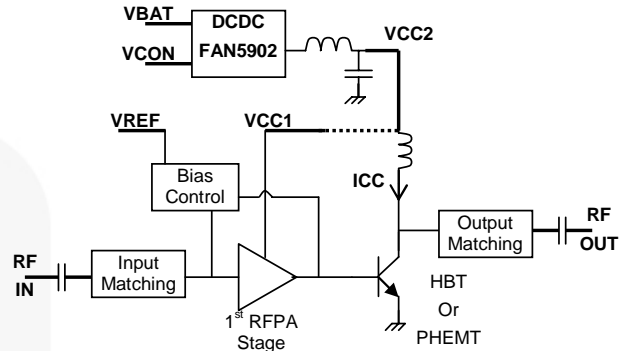 VBAT
DCDC
FAN5902
VCON
VCC2
VREF
VCC1
Bias
Control
ICC
RF
IN
Input
Matching
1st RFPA
Stage
Output
Matching
RF
OUT
HBT
Or
PHEMT